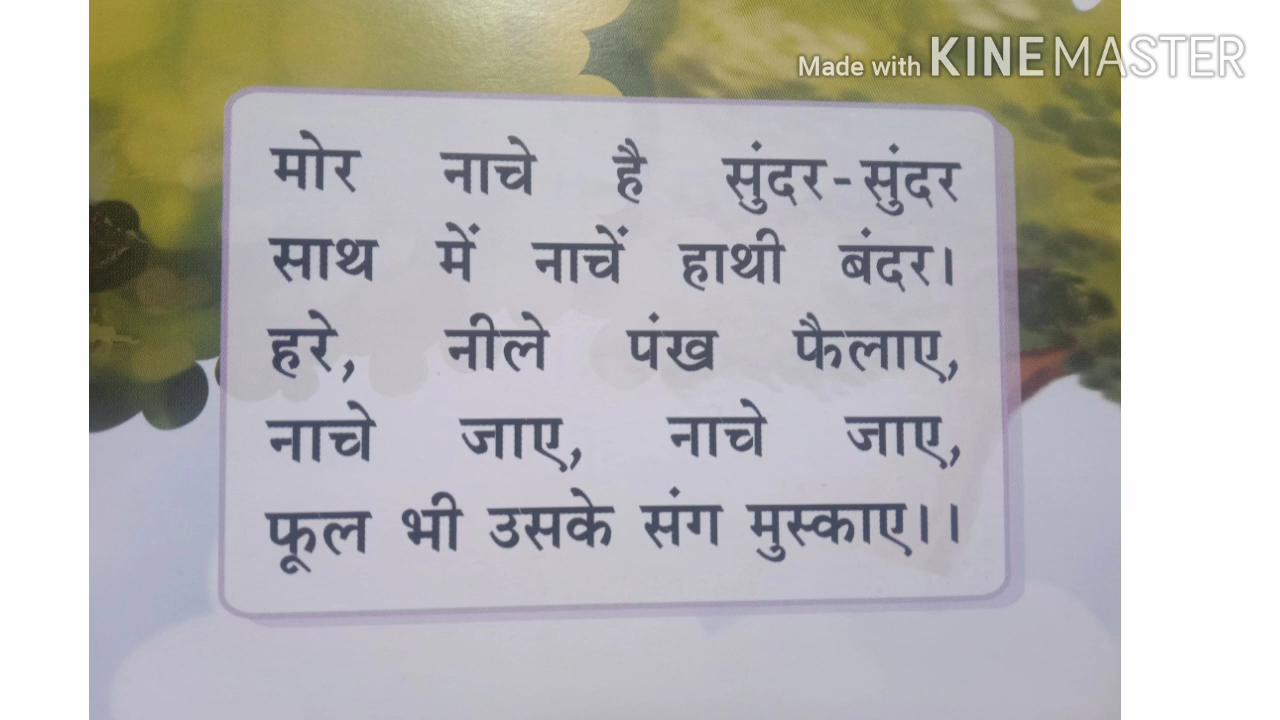 Made with KINEMASTER
मोर नाचे है सुंदर-सुंदर
साथ में नाचें हाथी बंदर।
हरे, नीले पंख फैलाए,
नाचे जाए, नाचे जाए,
फूल भी उसके संग मुस्काए।।